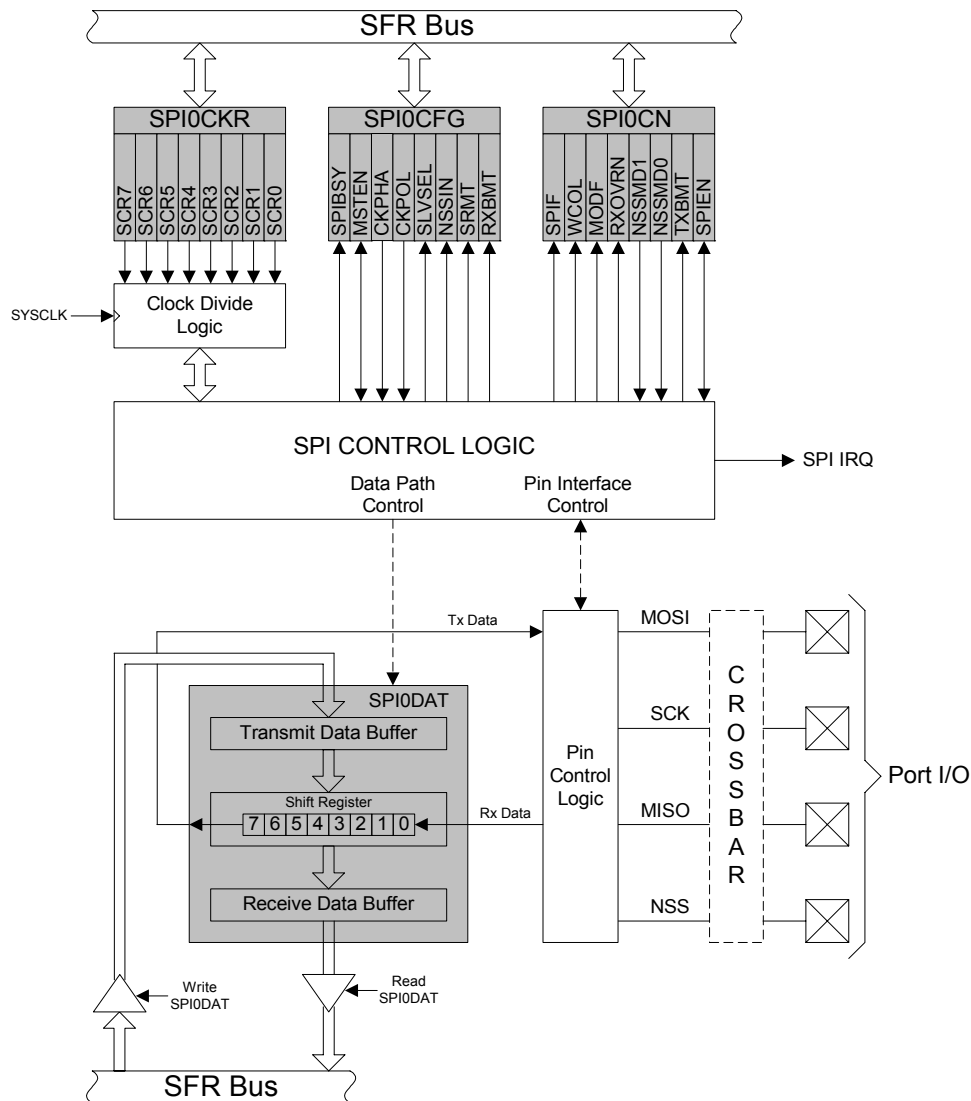 SFR Bus
SPI0CKR
SCR7
SCR6
SCR5
SCR4
SCR3
SCR2
SCR1
SCR0
SPI0CFG
SPIBSY
MSTEN
CKPHA
CKPOL
SLVSEL
NSSIN
SRMT
RXBMT
SPI0CN
SPIF
WCOL
MODF
RXOVRN
NSSMD1
NSSMD0
TXBMT
SPIEN
SYSCLK
Clock Divide
Logic
SPI CONTROL LOGIC
Data Path
Control
Pin Interface
Control
SPI IRQ
Tx Data
SPI0DAT
Transmit Data Buffer
Shift Register
7 6 5 4 3 2 1 0
Rx Data
Receive Data Buffer
Pin
Control
Logic
MOSI
SCK
MISO
NSS
CROSSBAR
Port I/O
Write
SPI0DAT
Read
SPI0DAT
SFR Bus